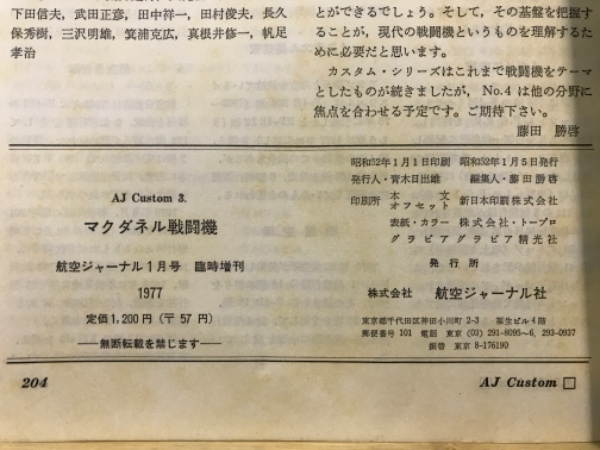 下田信夫，武田正彦，田中祥一，田村俊夫，長久
保秀樹，三沢明雄，箕浦克広，真根井修一，帆足
孝治
とができるでしょう。そして，その基盤を把握す
ることが，現代の戦闘機というものを理解するた
めに必要だと思います。
カスタム・シリーズはこれまで戦闘機をテーマ
としたものが続きましたが，No.4 は他の分野に
焦点を合わせる予定です。ご期待下さい。
藤田 勝啓
AJ Custom 3.
マクダネル戦闘機
航空ジャーナル1月号 臨時増刊
1977
定価1,200円（〒57円）
——無断転載を禁じます——
昭和52年1月1日印刷 昭和52年1月5日発行
発行人・青木日出雄 編集人・藤田勝啓
印刷所 本文オフセット 新日本印刷株式会社
表紙・カラー 株式会社・トープロ
グラビア グラビア精光社
発行所
株式会社 航空ジャーナル社
東京都千代田区神田小川町2-3 福生ビル4階
郵便番号 101 電話 東京 (03) 291-8095〜6, 293-0937
振替 東京 8-176190
204
AJ Custom □